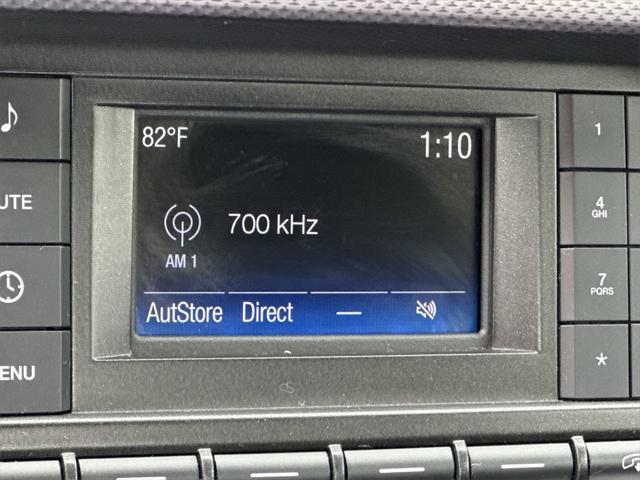 82°F 1:10
700 kHz
AM 1
AutStore Direct —
UTE
ENU
1
4
GHI
7
PQRS
*